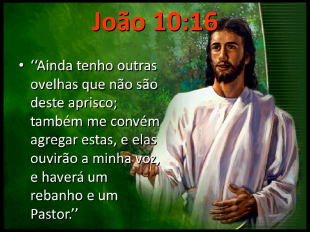 João 10:16
• ‘‘Ainda tenho outras
ovelhas que não são
deste aprisco;
também me convém
agregar estas, e elas
ouvirão a minha voz,
e haverá um
rebanho e um
Pastor.’’